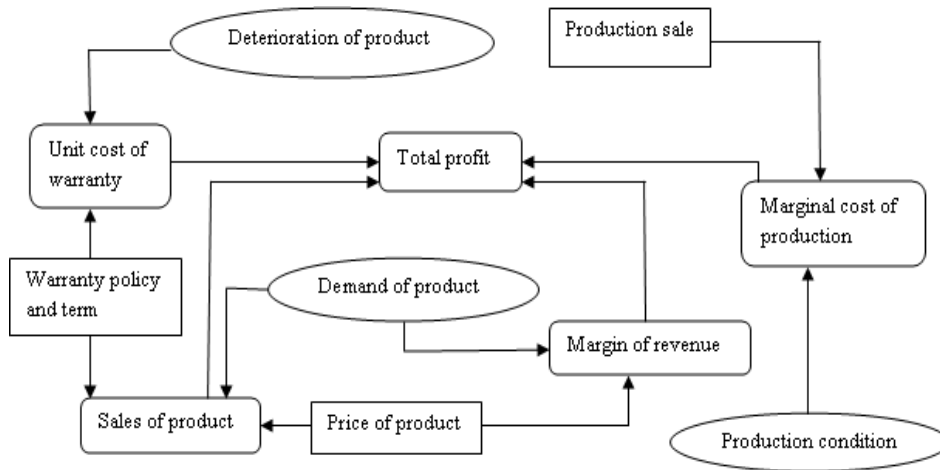 Deterioration of product
Production sale
Unit cost of
warranty
Total profit
Marginal cost of
production
Warranty policy
and term
Demand of product
Margin of revenue
Sales of product
Price of product
Production condition